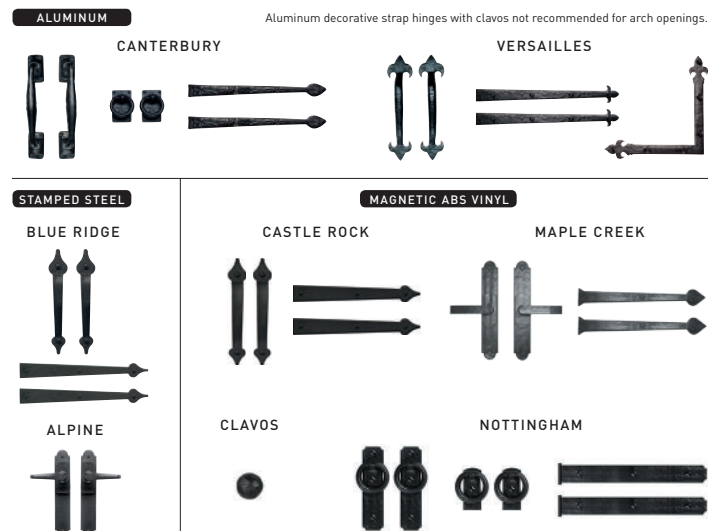 ALUMINUM
Aluminum decorative strap hinges with clavos not recommended for arch openings.
CANTERBURY
VERSAILLES
STAMPED STEEL
BLUE RIDGE
ALPINE
MAGNETIC ABS VINYL
CASTLE ROCK
MAPLE CREEK
CLAVOS
NOTTINGHAM